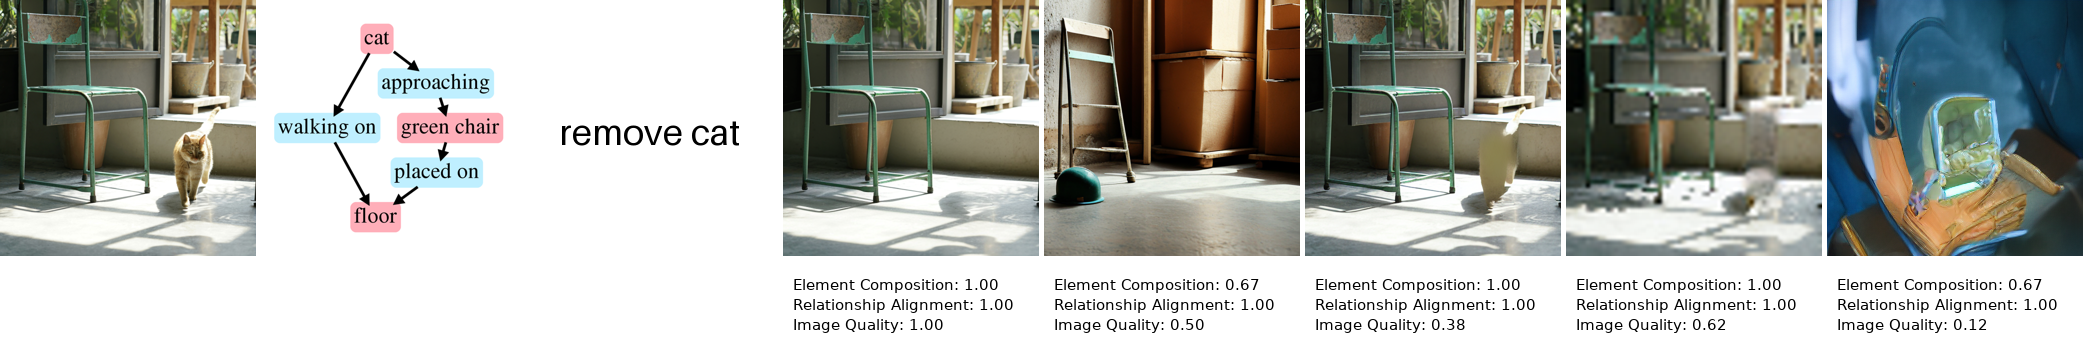 cat
approaching
walking on
green chair
placed on
floor
remove cat
Element Composition: 1.00
Relationship Alignment: 1.00
Image Quality: 1.00
Element Composition: 0.67
Relationship Alignment: 1.00
Image Quality: 0.50
Element Composition: 1.00
Relationship Alignment: 1.00
Image Quality: 0.38
Element Composition: 1.00
Relationship Alignment: 1.00
Image Quality: 0.62
Element Composition: 0.67
Relationship Alignment: 1.00
Image Quality: 0.12